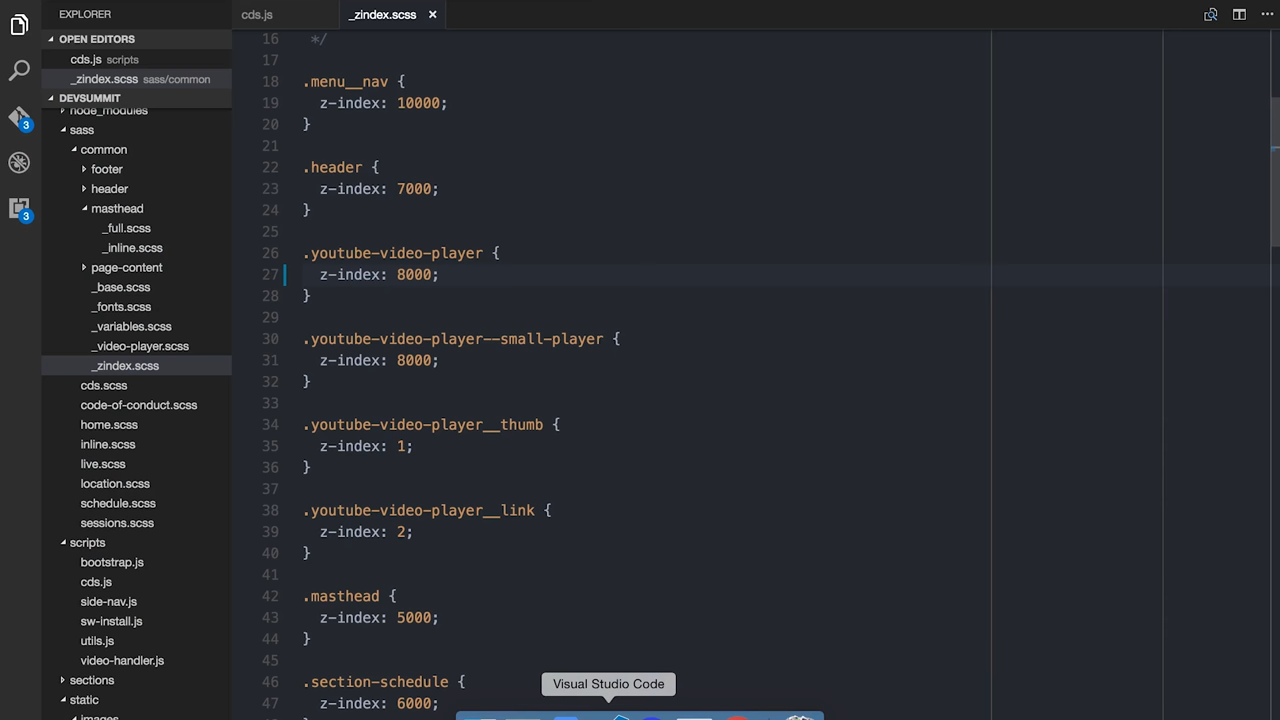 EXPLORER
OPEN EDITORS
cds.js scripts
_zindex.scss sass/common
DEVSUMMIT
node_modules
sass
common
footer
header
masthead
_full.scss
_inline.scss
page-content
_base.scss
_fonts.scss
_variables.scss
_video-player.scss
_zindex.scss
cds.scss
code-of-conduct.scss
home.scss
inline.scss
live.scss
location.scss
schedule.scss
sessions.scss
scripts
bootstrap.js
cds.js
side-nav.js
sw-install.js
utils.js
video-handler.js
sections
static
images
3
3
cds.js _zindex.scss ×
16 */
17
18 .menu__nav {
19 z-index: 10000;
20 }
21
22 .header {
23 z-index: 7000;
24 }
25
26 .youtube-video-player {
27 z-index: 8000;
28 }
29
30 .youtube-video-player--small-player {
31 z-index: 8000;
32 }
33
34 .youtube-video-player__thumb {
35 z-index: 1;
36 }
37
38 .youtube-video-player__link {
39 z-index: 2;
40 }
41
42 .masthead {
43 z-index: 5000;
44 }
45
46 .section-schedule {
47 z-index: 6000;
Visual Studio Code